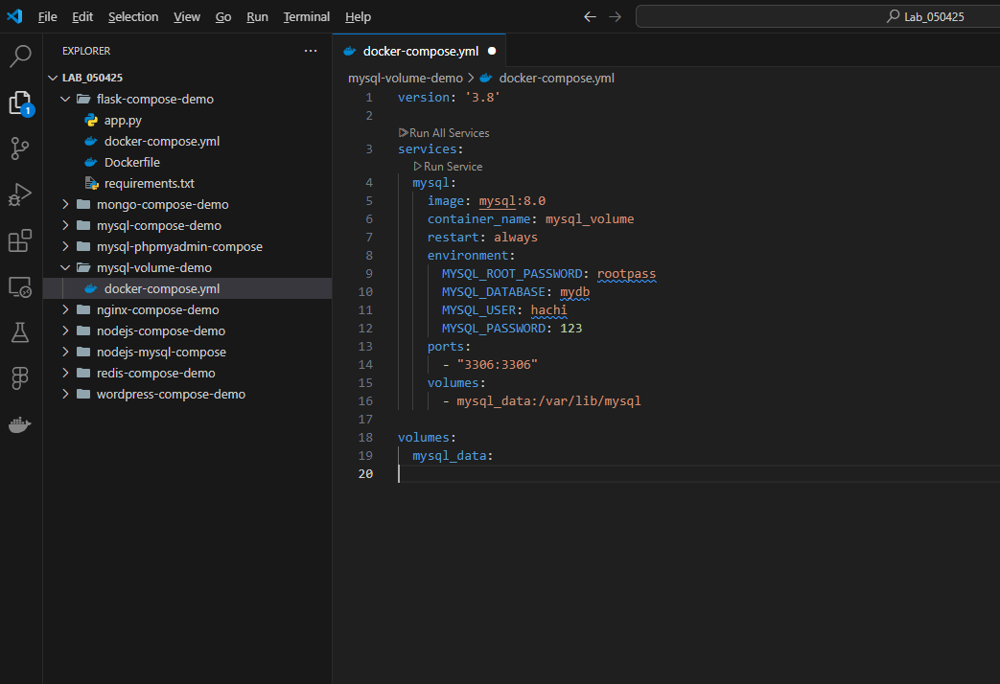 File Edit Selection View Go Run Terminal Help
Lab_050425
EXPLORER
LAB_050425
flask-compose-demo
app.py
docker-compose.yml
Dockerfile
requirements.txt
mongo-compose-demo
mysql-compose-demo
mysql-phpmyadmin-compose
mysql-volume-demo
docker-compose.yml
nginx-compose-demo
nodejs-compose-demo
nodejs-mysql-compose
redis-compose-demo
wordpress-compose-demo
1
docker-compose.yml
mysql-volume-demo > docker-compose.yml
1 version: '3.8'
2
Run All Services
3 services:
Run Service
4 mysql:
5 image: mysql:8.0
6 container_name: mysql_volume
7 restart: always
8 environment:
9 MYSQL_ROOT_PASSWORD: rootpass
10 MYSQL_DATABASE: mydb
11 MYSQL_USER: hachi
12 MYSQL_PASSWORD: 123
13 ports:
14 - "3306:3306"
15 volumes:
16 - mysql_data:/var/lib/mysql
17
18 volumes:
19 mysql_data:
20